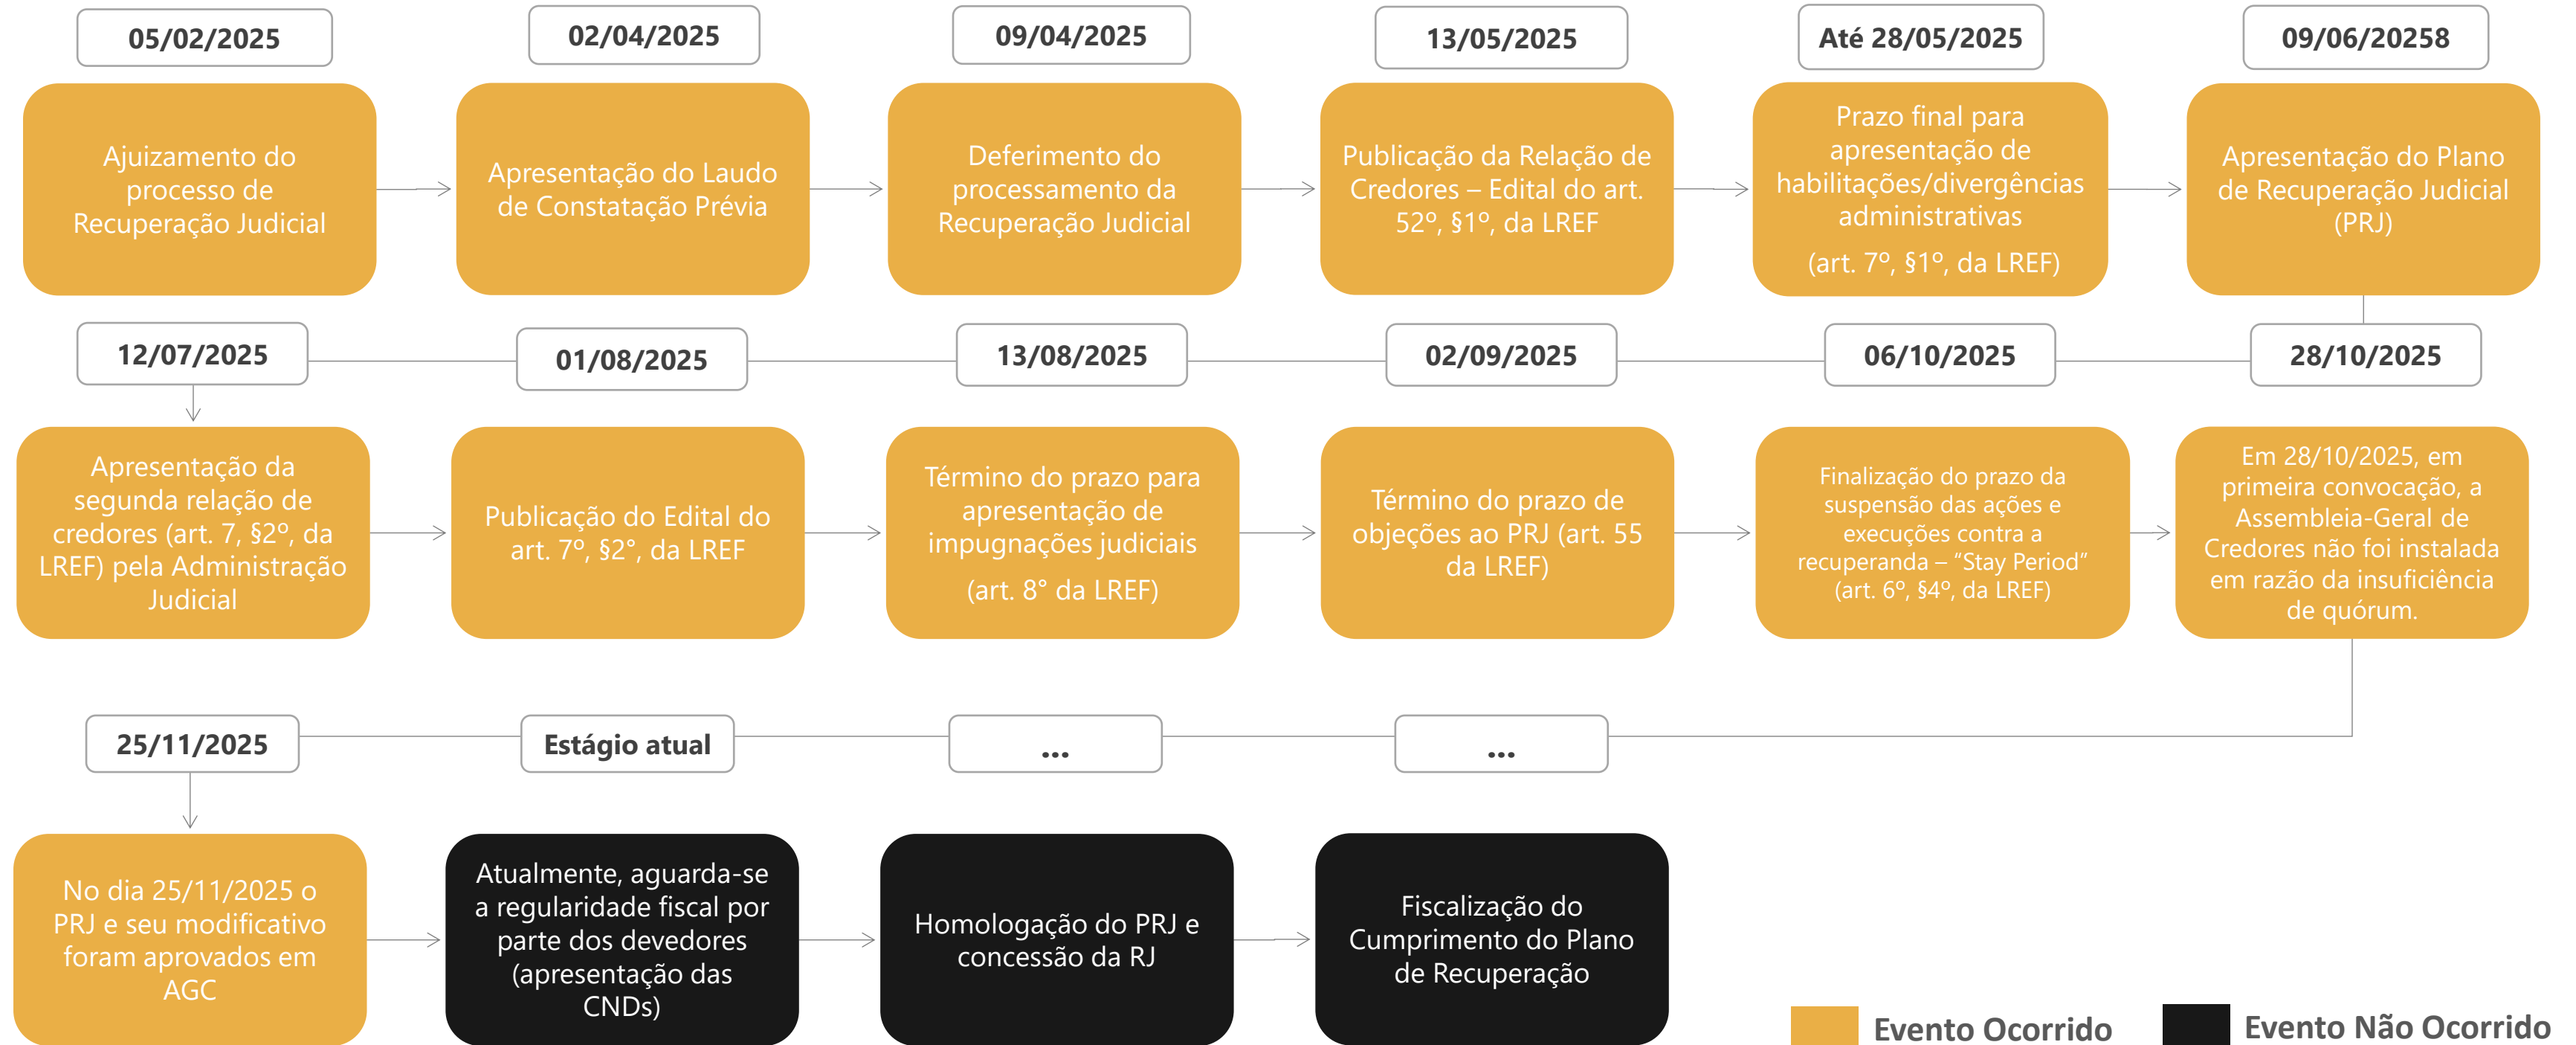 05/02/2025
02/04/2025
09/04/2025
13/05/2025
Até 28/05/2025
09/06/20258
Ajuizamento do
processo de
Recuperação Judicial
Apresentação do Laudo
de Constatação Prévia
Deferimento do
processamento da
Recuperação Judicial
Publicação da Relação de
Credores – Edital do art.
52º, §1º, da LREF
Prazo final para
apresentação de
habilitações/divergências
administrativas
(art. 7º, §1º, da LREF)
Apresentação do Plano
de Recuperação Judicial
(PRJ)
12/07/2025
01/08/2025
13/08/2025
02/09/2025
06/10/2025
28/10/2025
Apresentação da
segunda relação de
credores (art. 7, §2º, da
LREF) pela Administração
Judicial
Publicação do Edital do
art. 7º, §2°, da LREF
Término do prazo para
apresentação de
impugnações judiciais
(art. 8° da LREF)
Término do prazo de
objeções ao PRJ (art. 55
da LREF)
Finalização do prazo da
suspensão das ações e
execuções contra a
recuperanda – “Stay Period”
(art. 6º, §4º, da LREF)
Em 28/10/2025, em
primeira convocação, a
Assembleia-Geral de
Credores não foi instalada
em razão da insuficiência
de quórum.
25/11/2025
Estágio atual
...
...
No dia 25/11/2025 o
PRJ e seu modificativo
foram aprovados em
AGC
Atualmente, aguarda-se
a regularidade fiscal por
parte dos devedores
(apresentação das
CNDs)
Homologação do PRJ e
concessão da RJ
Fiscalização do
Cumprimento do Plano
de Recuperação
Evento Ocorrido
Evento Não Ocorrido